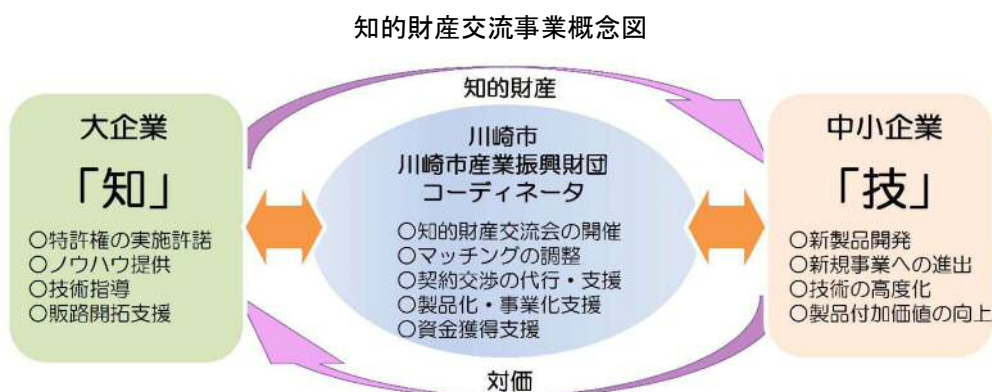 知的財産交流事業概念図
知的財産
大企業
「知」
○特許権の実施許諾
○ノウハウ提供
○技術指導
○販路開拓支援
川崎市
川崎市産業振興財団
コーディネータ
○知的財産交流会の開催
○マッチングの調整
○契約交渉の代行・支援
○製品化・事業化支援
○資金獲得支援
中小企業
「技」
○新製品開発
○新規事業への進出
○技術の高度化
○製品付加価値の向上
対価